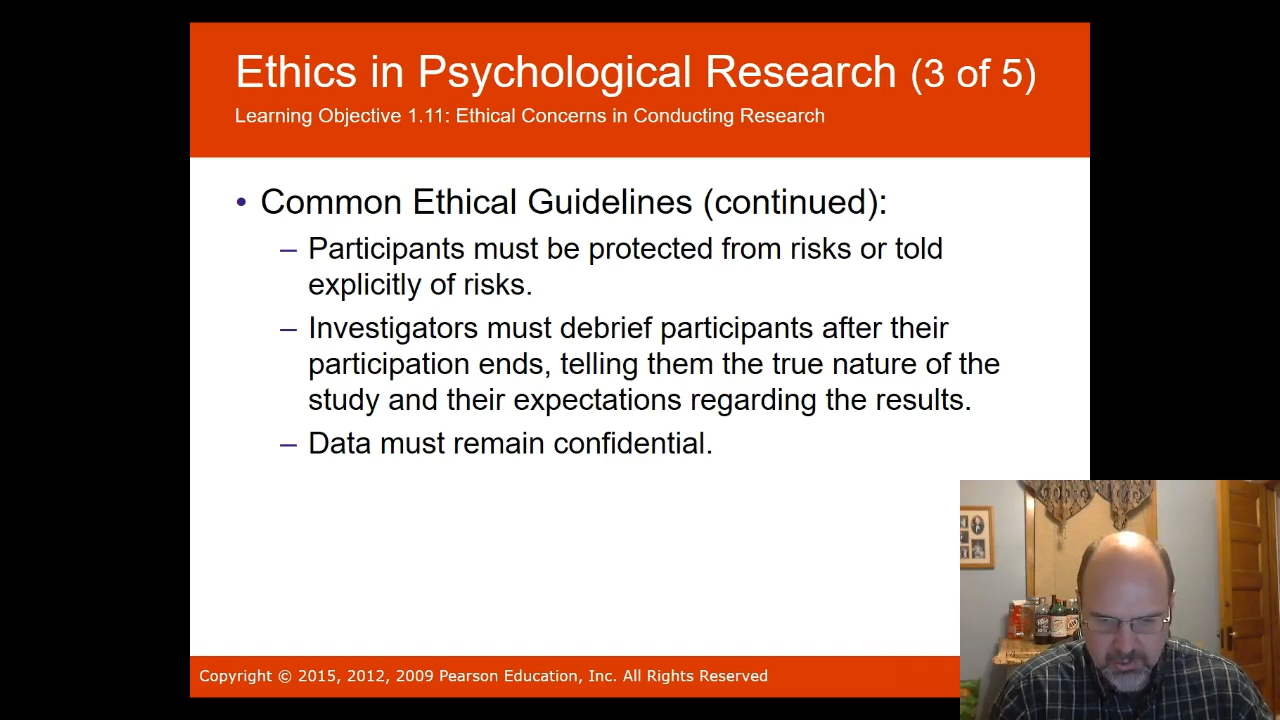 Ethics in Psychological Research (3 of 5)
Learning Objective 1.11: Ethical Concerns in Conducting Research
• Common Ethical Guidelines (continued):
– Participants must be protected from risks or told
explicitly of risks.
– Investigators must debrief participants after their
participation ends, telling them the true nature of the
study and their expectations regarding the results.
– Data must remain confidential.
Copyright © 2015, 2012, 2009 Pearson Education, Inc. All Rights Reserved